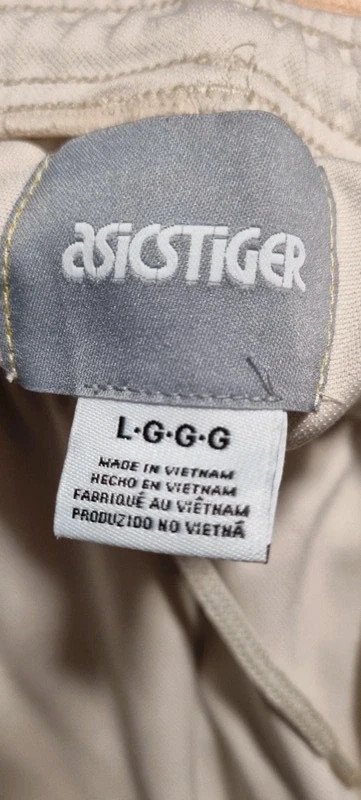 asicsTiGER
L·G·G·G
MADE IN VIETNAM
HECHO EN VIETNAM
FABRIQUÉ AU VIÊTNAM
PRODUZIDO NO VIETNÃ